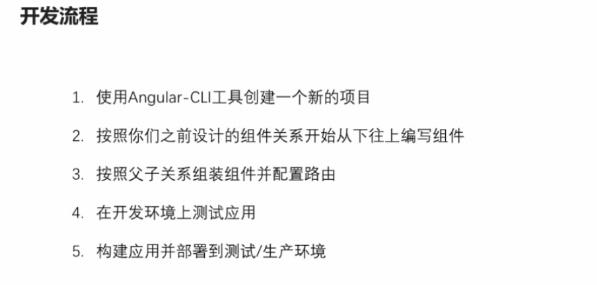 开发流程
1. 使用Angular-CLI工具创建一个新的项目
2. 按照你们之前设计的组件关系开始从下往上编写组件
3. 按照父子关系组装组件并配置路由
4. 在开发环境上测试应用
5. 构建应用并部署到测试/生产环境